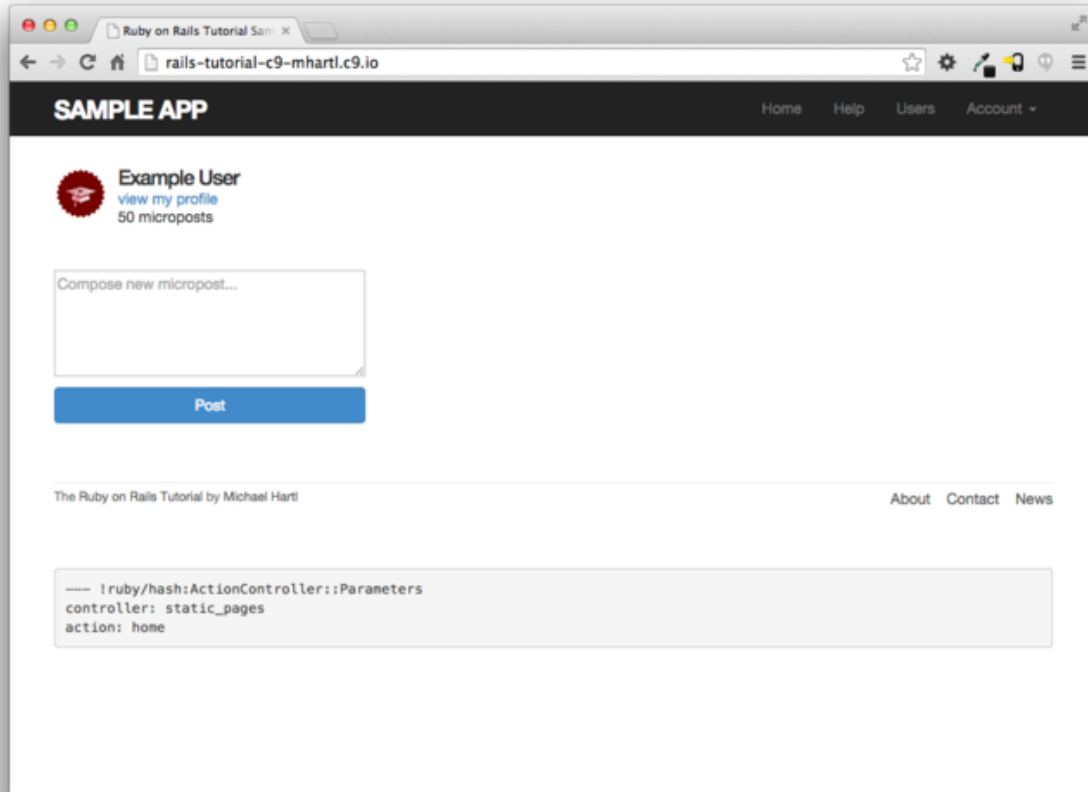 Ruby on Rails Tutorial Sam
rails-tutorial-c9-mhartl.c9.io
SAMPLE APP
Home Help Users Account
Example User
view my profile
50 microposts
Compose new micropost...
Post
The Ruby on Rails Tutorial by Michael Hartl
About Contact News
--- !ruby/hash:ActionController::Parameters
controller: static_pages
action: home